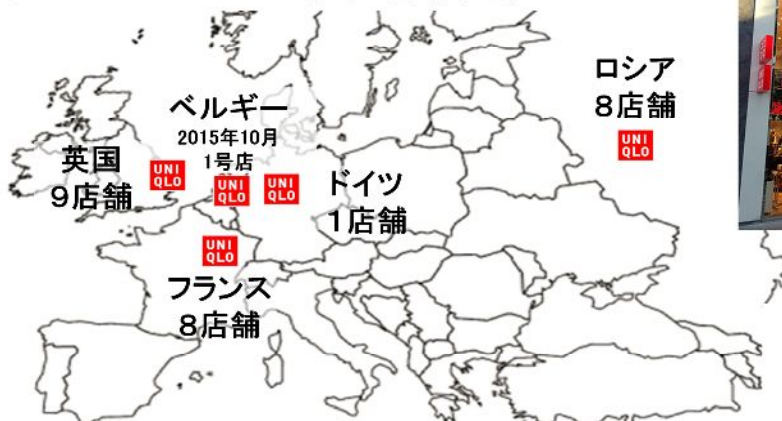 ロシア
8店舗
UNI
QLO
ベルギー
2015年10月
1号店
英国
9店舗
UNI
QLO
UNI
QLO
UNI
QLO
ドイツ
1店舗
UNI
QLO
フランス
8店舗